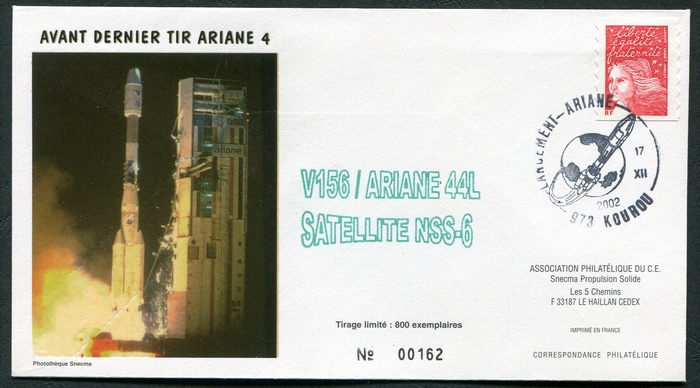 AVANT DERNIER TIR ARIANE 4
liberté
égalité
fraternité
RF
LANCEMENT-ARIANE
17
XII
2002
973 KOUROU
ariane
V156 / ARIANE 44L
SATELLITE NSS-6
ASSOCIATION PHILATÉLIQUE DU C.E.
Snecma Propulsion Solide
Les 5 Chemins
F 33187 LE HAILLAN CEDEX
Tirage limité : 800 exemplaires
IMPRIMÉ EN FRANCE
Nº 00162
CORRESPONDANCE PHILATÉLIQUE
Photothèque Snecma